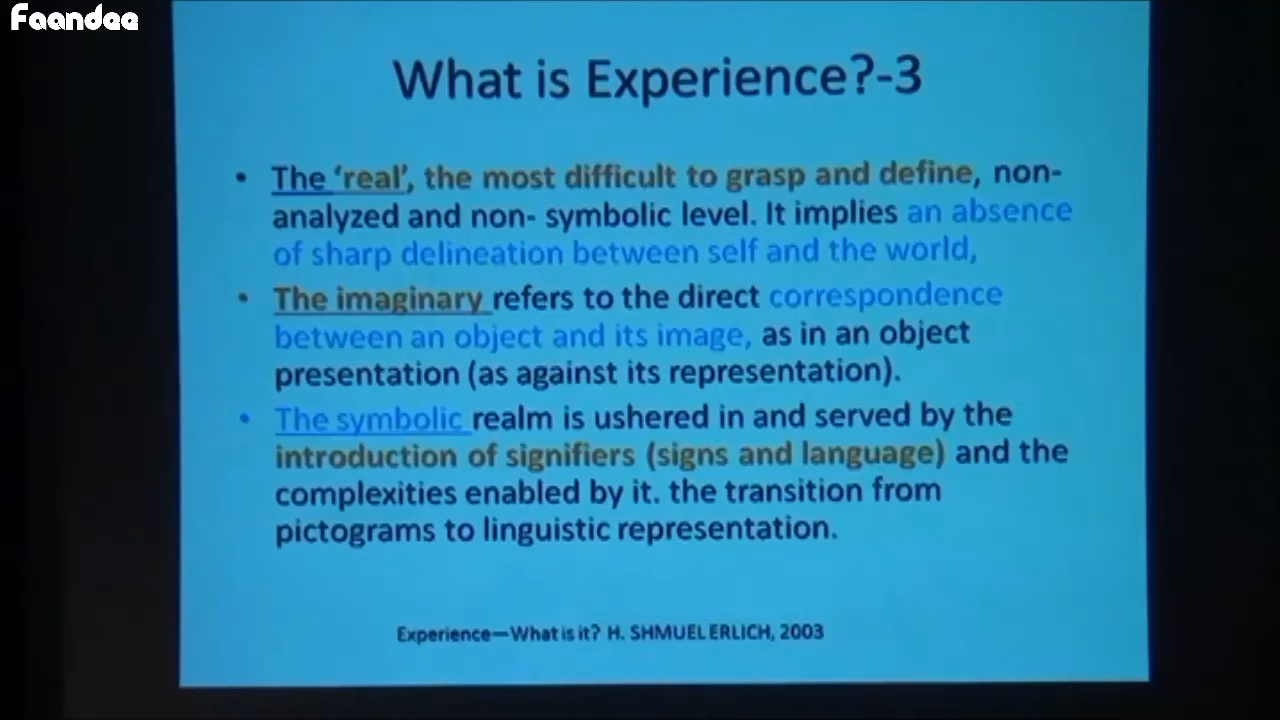 Faandee
What is Experience?-3
• The ‘real’, the most difficult to grasp and define, non-
analyzed and non- symbolic level. It implies an absence
of sharp delineation between self and the world,
• The imaginary refers to the direct correspondence
between an object and its image, as in an object
presentation (as against its representation).
• The symbolic realm is ushered in and served by the
introduction of signifiers (signs and language) and the
complexities enabled by it. the transition from
pictograms to linguistic representation.
Experience—What is it? H. SHMUEL ERLICH, 2003